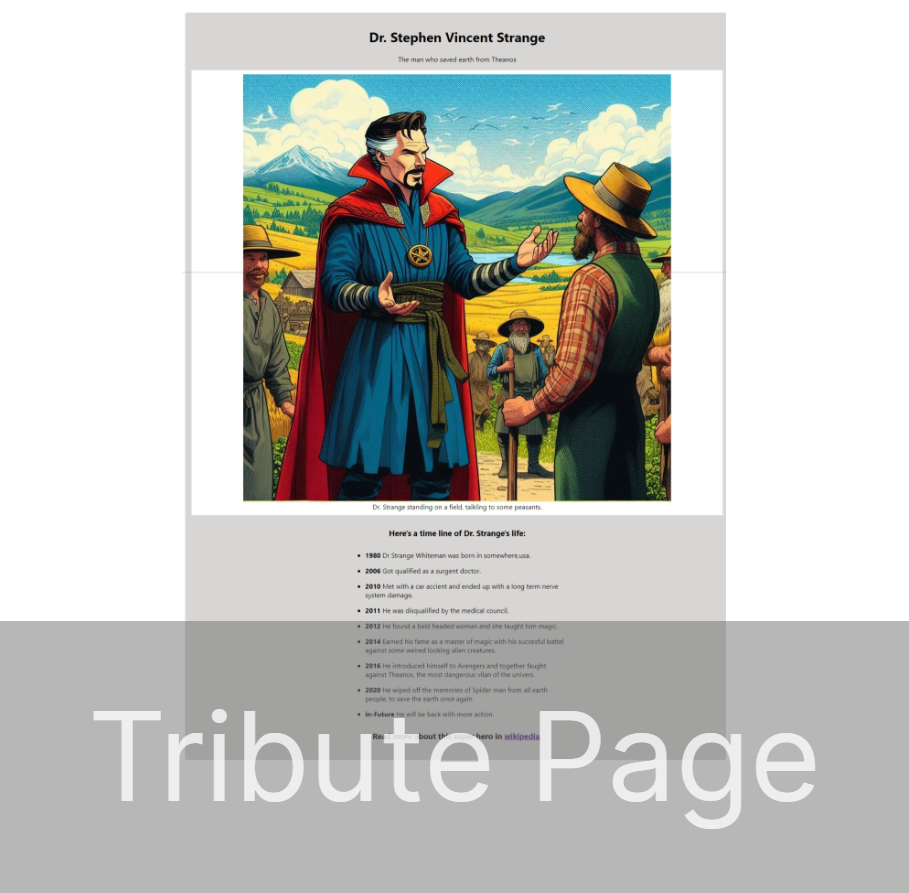 Dr. Stephen Vincent Strange
The man who saved earth from Theanos
Dr. Strange standing on a field, talkling to some peasants.
Here's a time line of Dr. Strange's life:
1980 Dr Strange Whiteman was born in somewhere,usa.
2006 Got qualified as a surgent doctor.
2010 Met with a car accient and ended up with a long term nerve
system damage.
2011 He was disqualified by the medical council.
2012 He found a bald headed woman and she taught him magic.
2014 Earned his fame as a master of magic with his succesful battel
against some weired looking alien creatures.
2016 He introduced himself to Avengers and together faught
against Theanos, the most dangerous vilan of the univers.
2020 He wiped off the memories of Spider man from all earth
people, to save the earth once again
in-Future He will be back with more action.
Read more about this super hero in wikipedia.
Tribute Page